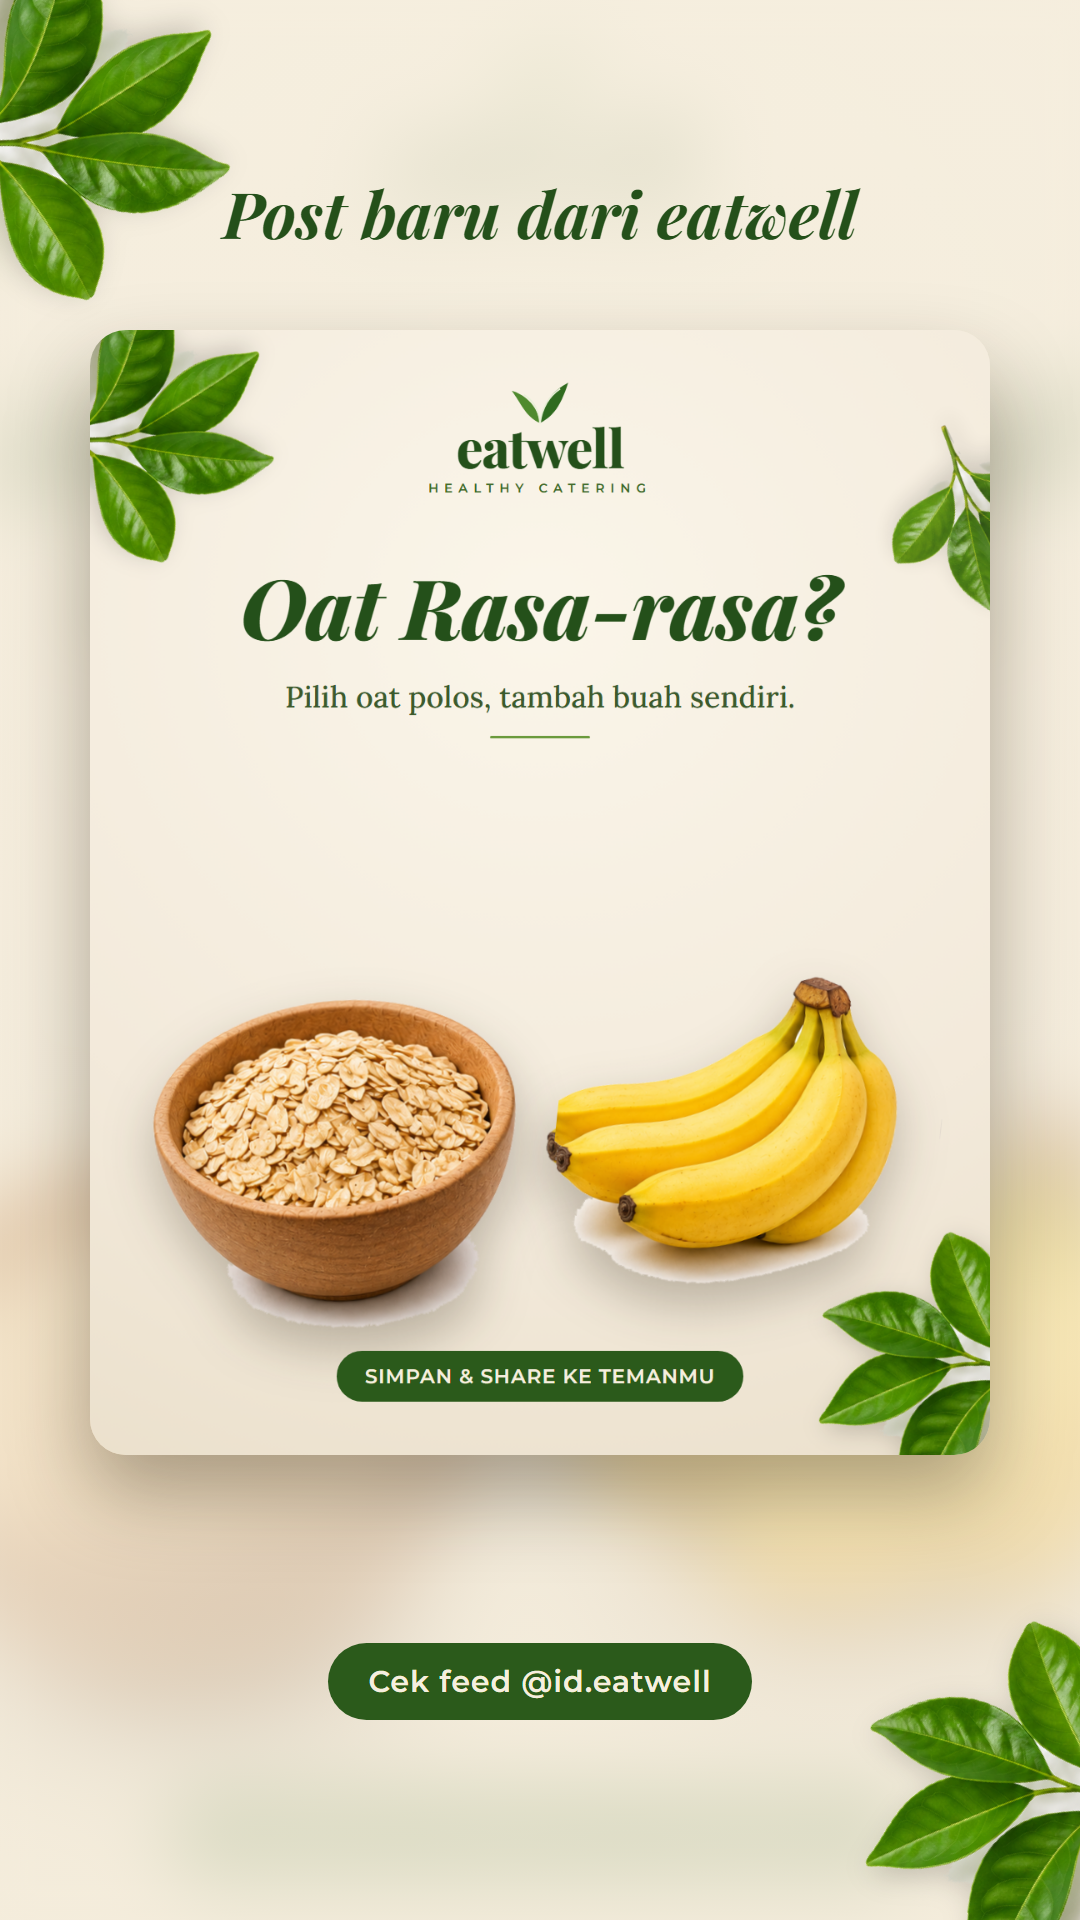 Post baru dari eatwell
eatwell
HEALTHY CATERING
Oat Rasa-rasa?
Pilih oat polos, tambah buah sendiri.
SIMPAN & SHARE KE TEMANMU
Cek feed @id.eatwell